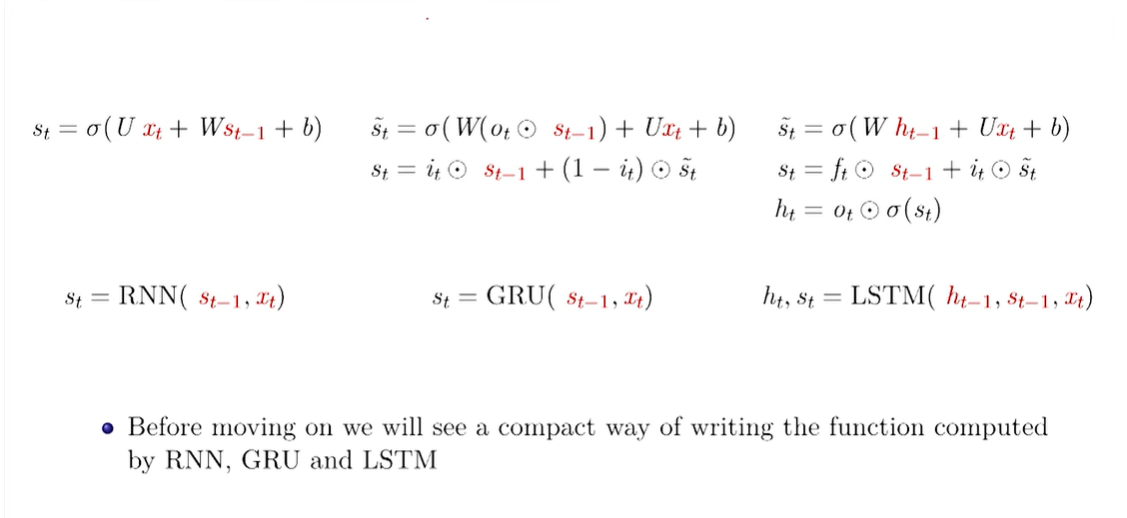 s_t = σ(U x_t + Ws_{t−1} + b)
s̃_t = σ(W(o_t ⊙ s_{t−1}) + Ux_t + b)
s_t = i_t ⊙ s_{t−1} + (1 − i_t) ⊙ s̃_t
s̃_t = σ(W h_{t−1} + Ux_t + b)
s_t = f_t ⊙ s_{t−1} + i_t ⊙ s̃_t
h_t = o_t ⊙ σ(s_t)
s_t = RNN( s_{t−1}, x_t)
s_t = GRU( s_{t−1}, x_t)
h_t, s_t = LSTM( h_{t−1}, s_{t−1}, x_t)
• Before moving on we will see a compact way of writing the function computed
by RNN, GRU and LSTM